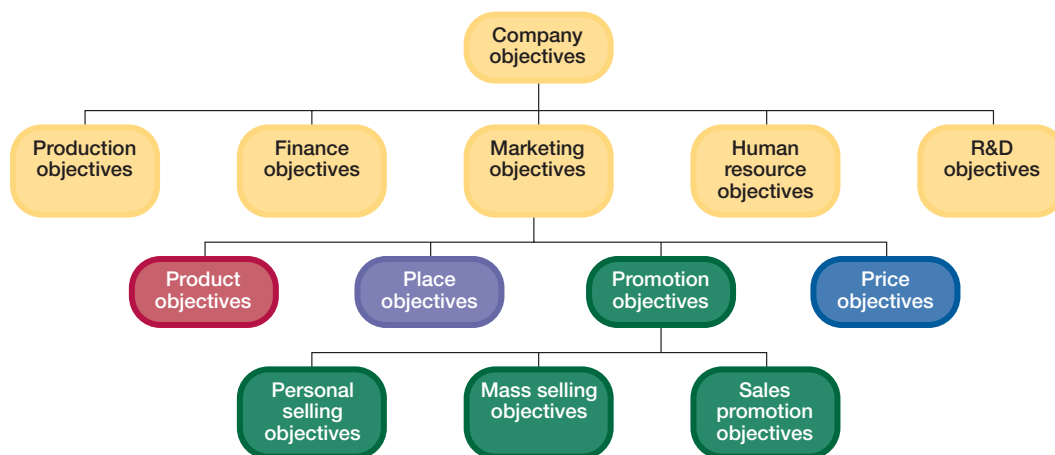 Company
objectives
Production
objectives
Finance
objectives
Marketing
objectives
Human
resource
objectives
R&D
objectives
Product
objectives
Place
objectives
Promotion
objectives
Price
objectives
Personal
selling
objectives
Mass selling
objectives
Sales
promotion
objectives